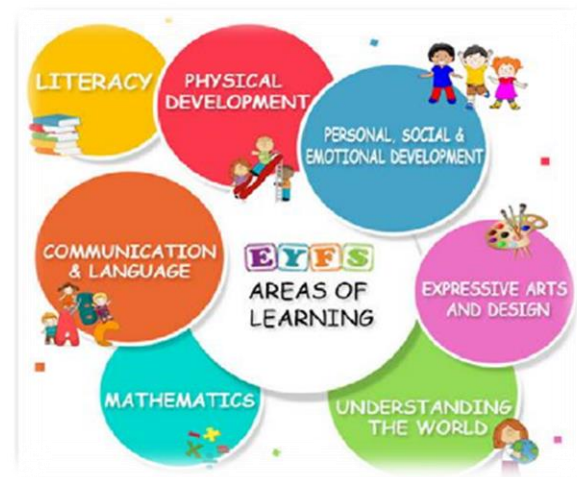 LITERACY
PHYSICAL
DEVELOPMENT
PERSONAL, SOCIAL &
EMOTIONAL DEVELOPMENT
COMMUNICATION
& LANGUAGE
EYFS
AREAS OF
LEARNING
EXPRESSIVE ARTS
AND DESIGN
MATHEMATICS
UNDERSTANDING
THE WORLD
ABC